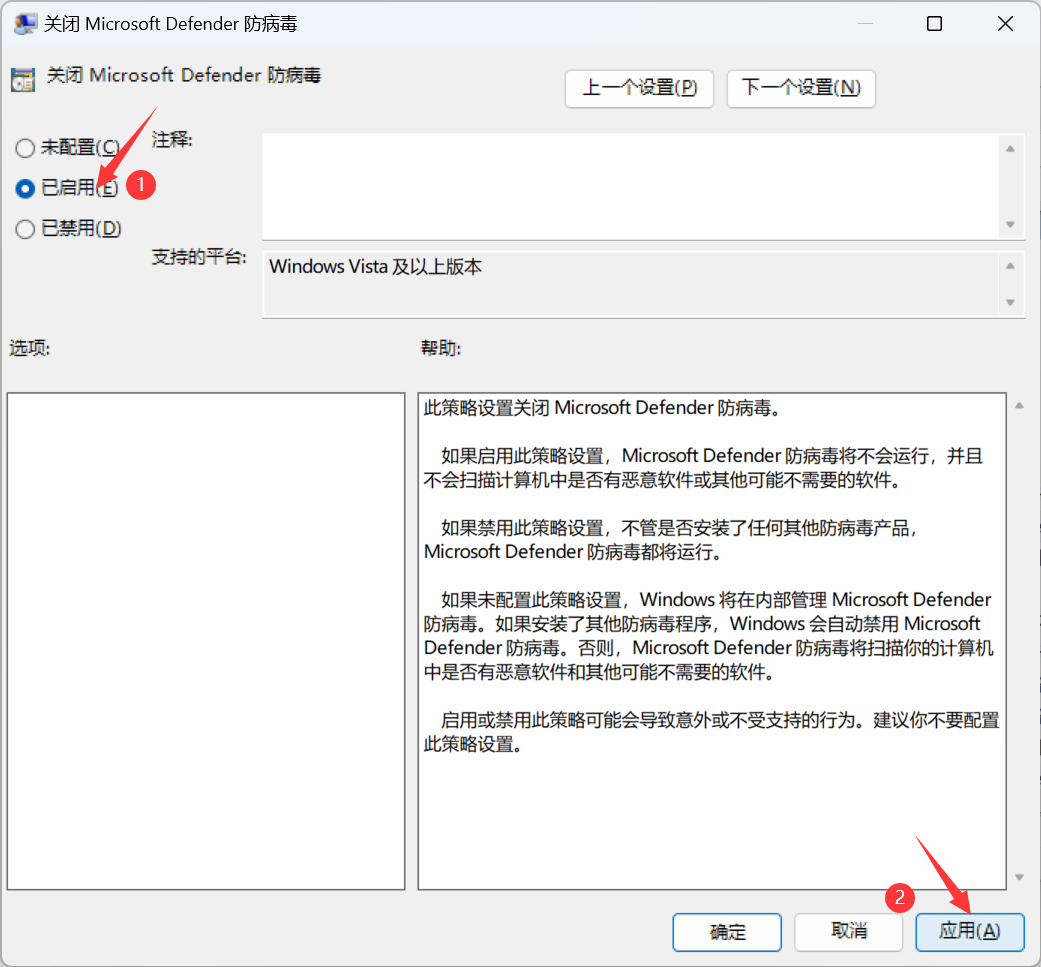 关闭 Microsoft Defender 防病毒
关闭 Microsoft Defender 防病毒
上一个设置(P)
下一个设置(N)
未配置(C)
注释:
已启用(E)
1
已禁用(D)
支持的平台:
Windows Vista 及以上版本
选项:
帮助:
此策略设置关闭 Microsoft Defender 防病毒。
如果启用此策略设置，Microsoft Defender 防病毒将不会运行，并且
不会扫描计算机中是否有恶意软件或其他可能不需要的软件。
如果禁用此策略设置，不管是否安装了任何其他防病毒产品，
Microsoft Defender 防病毒都将运行。
如果未配置此策略设置，Windows 将在内部管理 Microsoft Defender
防病毒。如果安装了其他防病毒程序，Windows 会自动禁用 Microsoft
Defender 防病毒。否则，Microsoft Defender 防病毒将扫描你的计算机
中是否有恶意软件和其他可能不需要的软件。
启用或禁用此策略可能会导致意外或不受支持的行为。建议你不要配置
此策略设置。
2
确定
取消
应用(A)